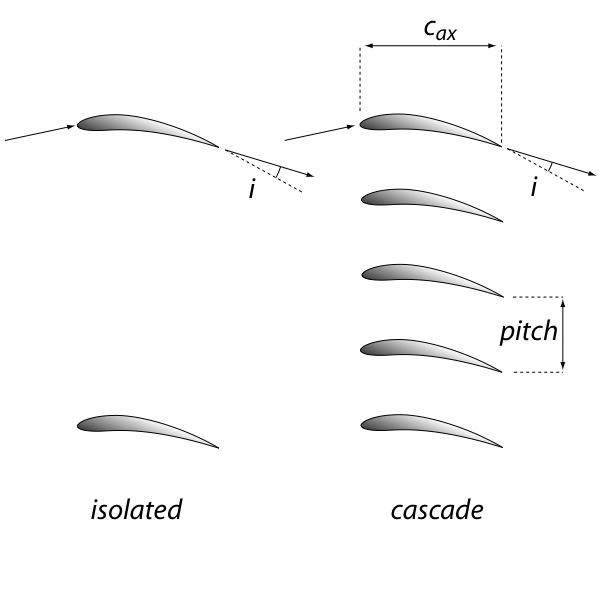 c_ax
i
i
pitch
isolated
cascade